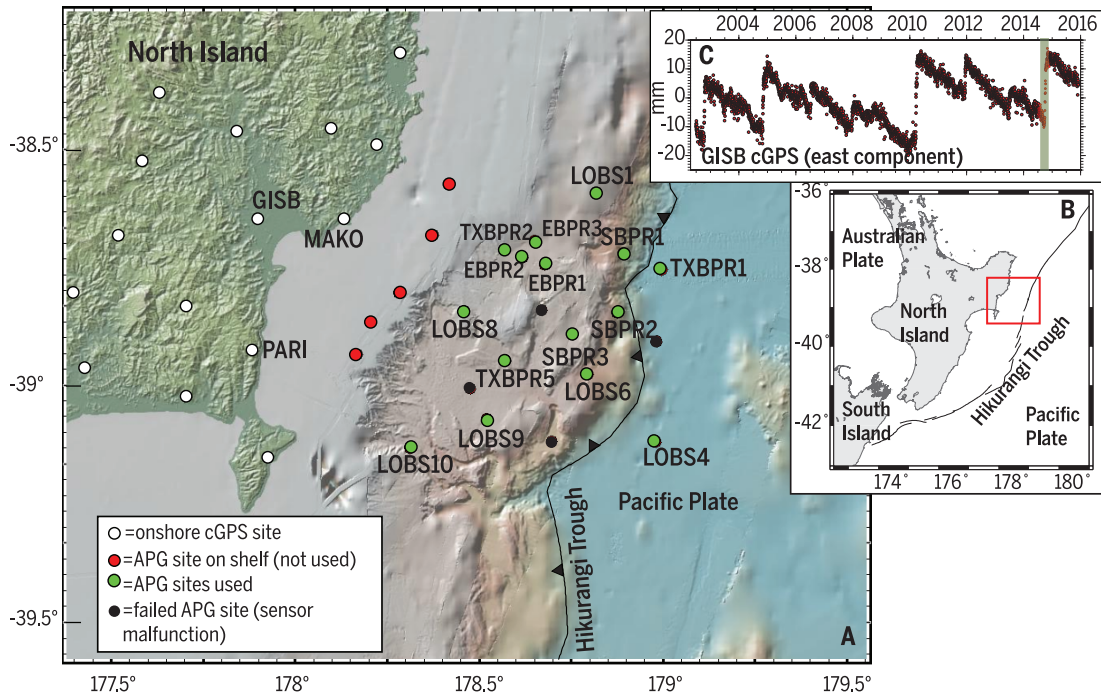 North Island
GISB
MAKO
PARI
LOBS1
TXBPR2
EBPR3
SBPR1
EBPR2
EBPR1
TXBPR1
LOBS8
SBPR2
SBPR3
TXBPR5
LOBS6
LOBS9
LOBS10
LOBS4
Pacific Plate
Hikurangi Trough
=onshore cGPS site
=APG site on shelf (not used)
=APG sites used
=failed APG site (sensor
malfunction)
A
-38.5°
-39°
-39.5°
177.5°
178°
178.5°
179°
179.5°
2004
2006
2008
2010
2012
2014
2016
C
20
10
0
-10
-20
mm
GISB cGPS (east component)
B
-36°
-38°
-40°
-42°
Australian
Plate
North
Island
South
Island
Hikurangi Trough
Pacific
Plate
174°
176°
178°
180°